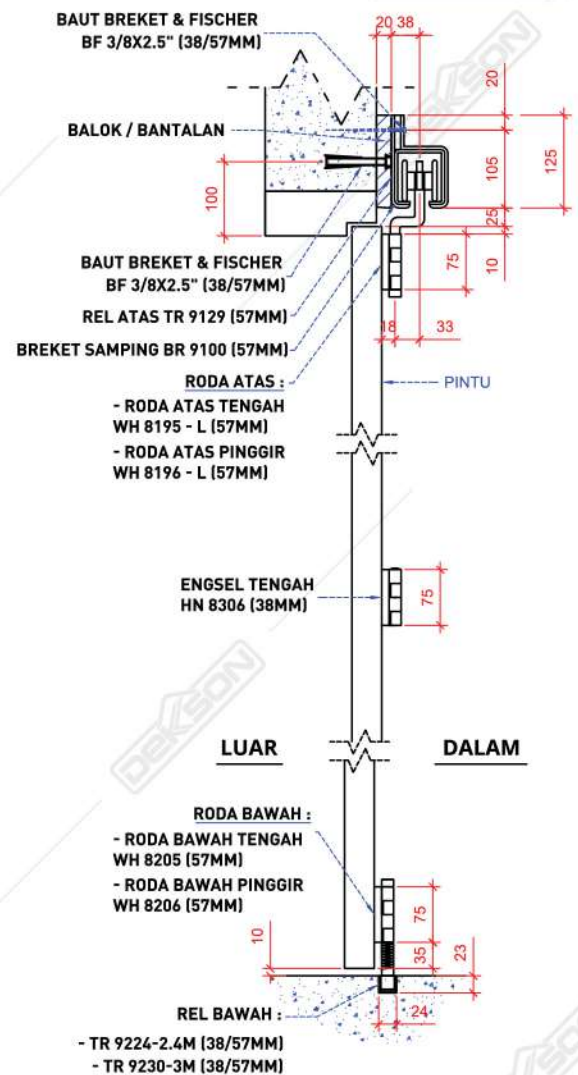 BAUT BREKET & FISCHER
BF 3/8X2.5" (38/57MM)
20 38
20
BALOK / BANTALAN
105
125
100
25
10
75
BAUT BREKET & FISCHER
BF 3/8X2.5" (38/57MM)
REL ATAS TR 9129 (57MM)
18 33
BREKET SAMPING BR 9100 (57MM)
RODA ATAS :
PINTU
- RODA ATAS TENGAH
WH 8195 - L (57MM)
- RODA ATAS PINGGIR
WH 8196 - L (57MM)
ENGSEL TENGAH
HN 8306 (38MM)
75
DEKSON
LUAR DALAM
RODA BAWAH :
- RODA BAWAH TENGAH
WH 8205 (57MM)
- RODA BAWAH PINGGIR
WH 8206 (57MM)
75
10
35
23
24
REL BAWAH :
- TR 9224-2.4M (38/57MM)
- TR 9230-3M (38/57MM)
DEKSON